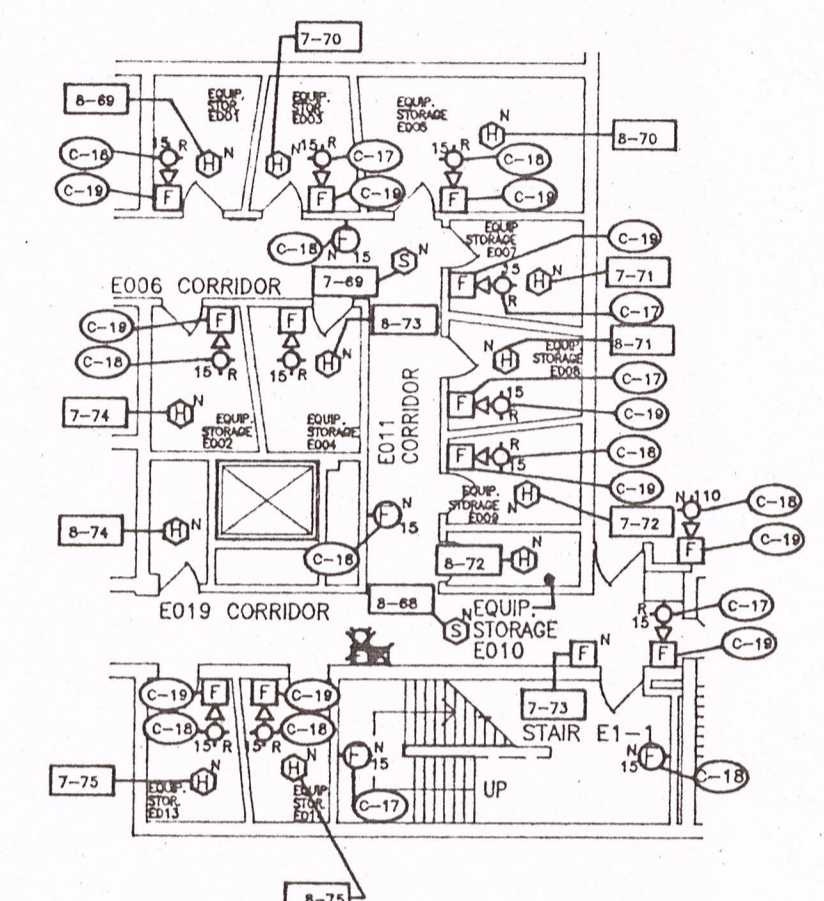 7-70
8-69
EQUIP.
STOR.
E001
EQUIP.
STOR.
E003
EQUIP.
STORAGE
E005
N
H
8-70
C-18
15
R
H
N
H
N
15
R
C-17
15
R
C-18
C-19
F
F
C-19
F
C-19
C-18
F
N
15
S
N
7-69
EQUIP.
STORAGE
E007
C-19
F
15
R
H
N
7-71
C-17
E006 CORRIDOR
C-19
F
F
8-73
C-18
15
R
15
R
H
N
8-71
N
H
EQUIP.
STORAGE
E008
C-17
7-74
H
N
EQUIP.
STORAGE
E002
EQUIP.
STORAGE
E004
E011
CORRIDOR
F
15
R
C-19
F
R
15
C-18
C-19
EQUIP.
STORAGE
E009
N
H
7-72
N
110
C-18
F
C-19
8-74
H
N
F
N
15
C-18
8-72
H
N
E019 CORRIDOR
8-68
S
N
EQUIP.
STORAGE
E010
R
15
C-17
F
C-19
F
N
7-73
STAIR E1-1
C-19
F
F
C-19
C-18
15
R
15
R
C-18
F
N
15
N
15
F
C-18
7-75
H
N
H
N
EQUIP.
STOR.
E013
EQUIP.
STOR.
C-17
UP
8-75